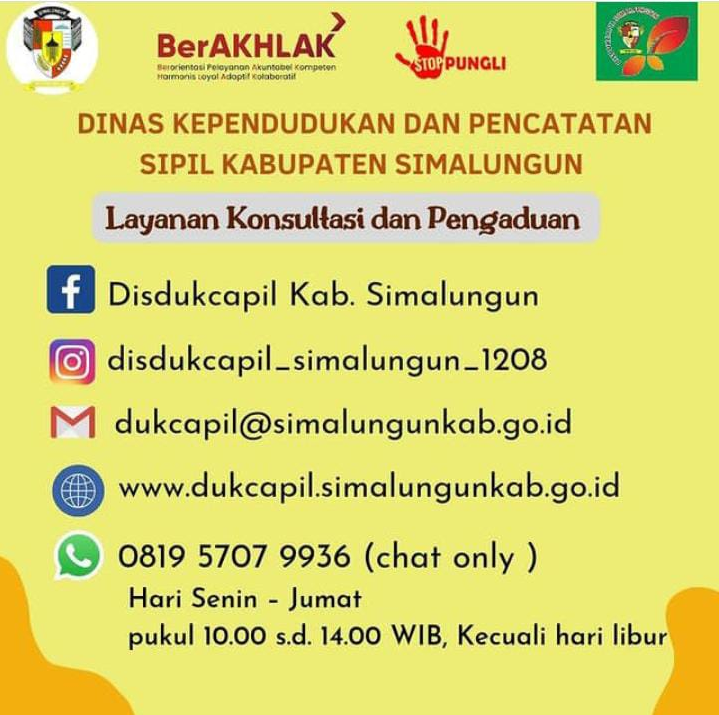 BerAKHLAK
Berorientasi Pelayanan Akuntabel Kompeten
Harmonis Loyal Adaptif Kolaboratif
STOP PUNGLI
DINAS KEPENDUDUKAN DAN PENCATATAN
SIPIL KABUPATEN SIMALUNGUN
Layanan Konsultasi dan Pengaduan
Disdukcapil Kab. Simalungun
disdukcapil_simalungun_1208
dukcapil@simalungunkab.go.id
www.dukcapil.simalungunkab.go.id
0819 5707 9936 (chat only )
Hari Senin - Jumat
pukul 10.00 s.d. 14.00 WIB, Kecuali hari libur